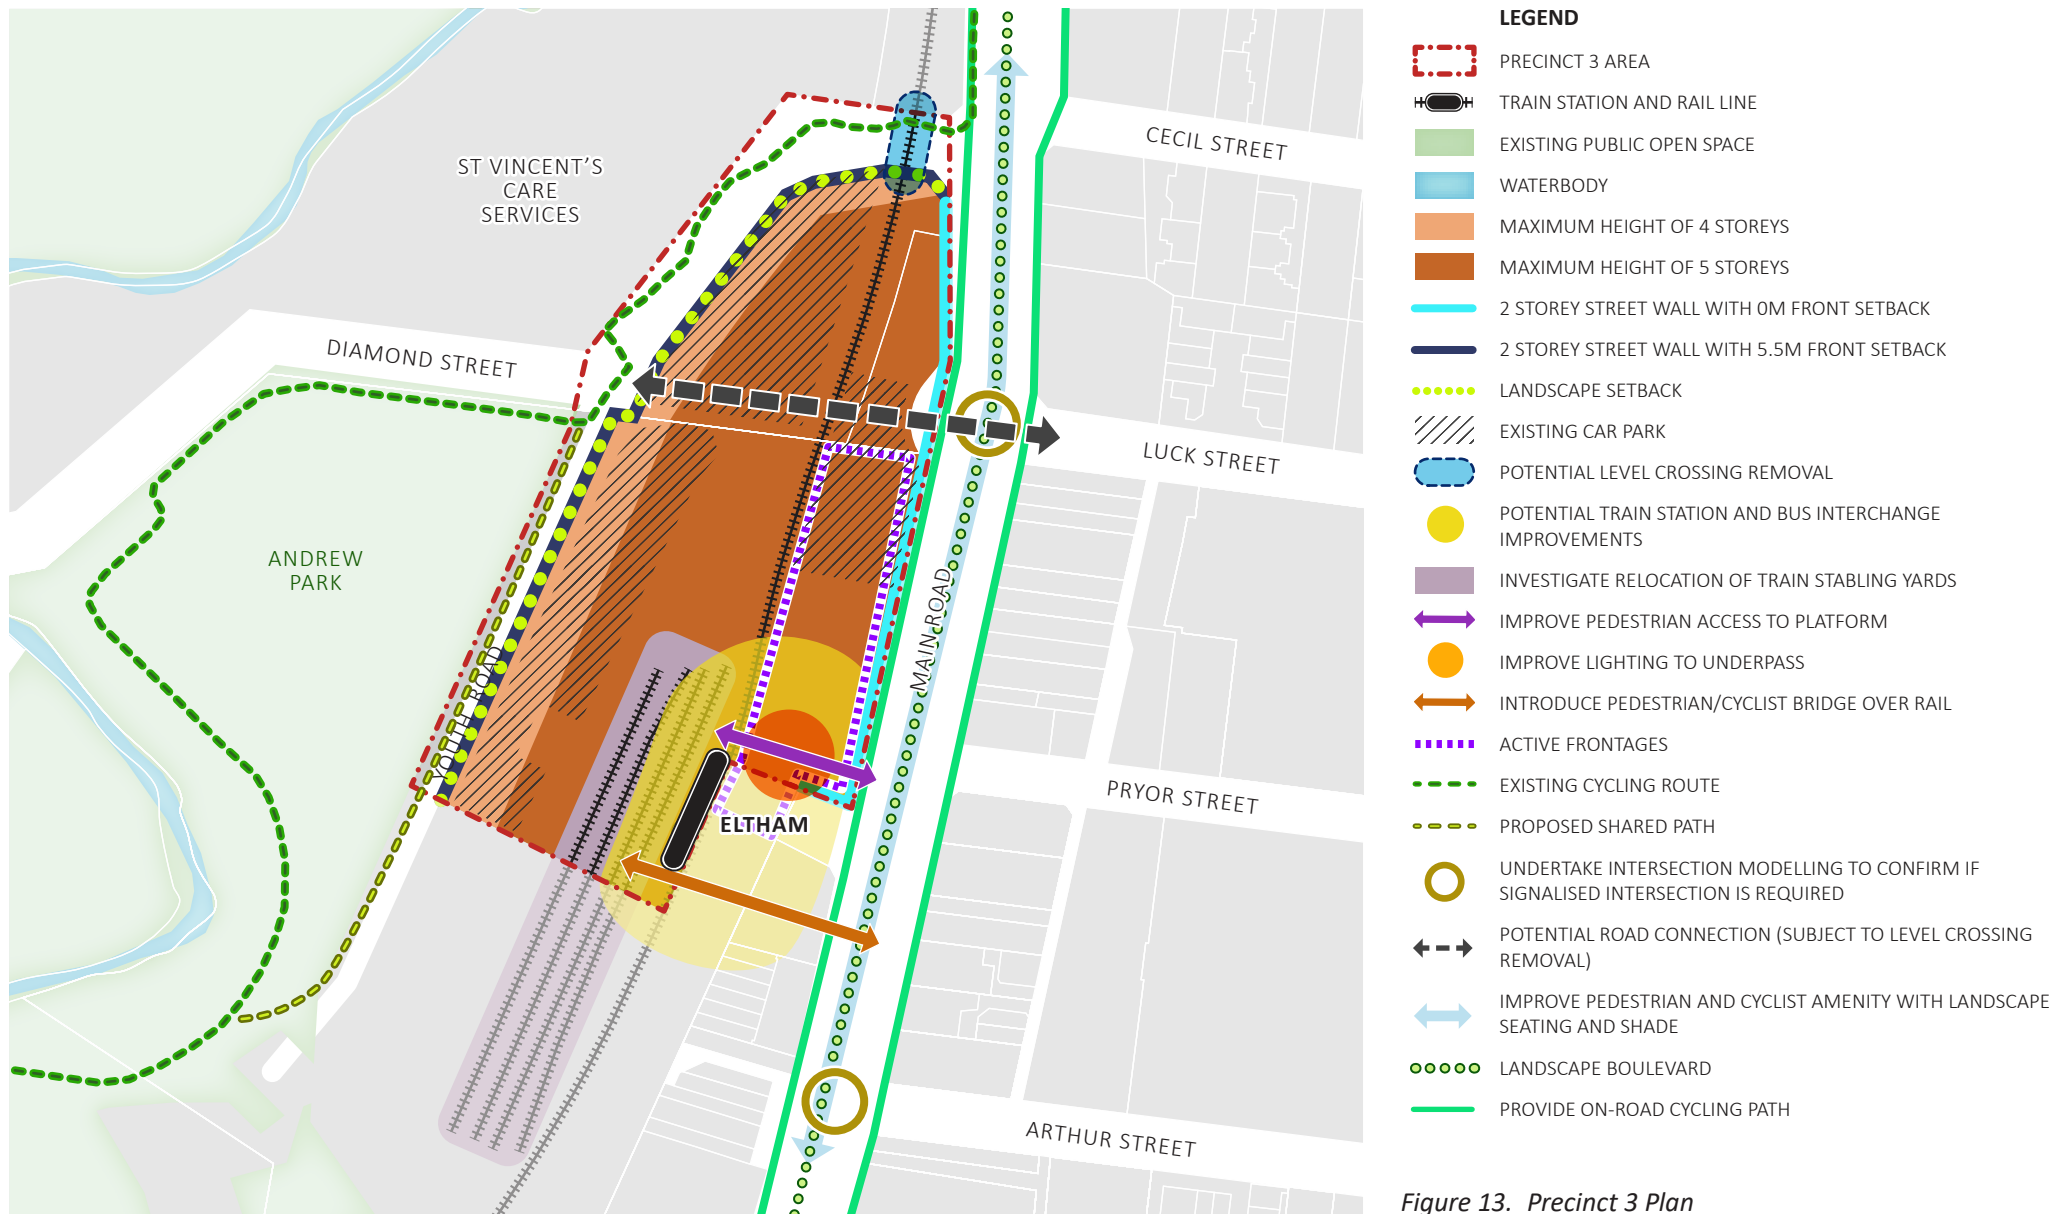 ST VINCENT'S
CARE
SERVICES
CECIL STREET
DIAMOND STREET
LUCK STREET
ANDREW
PARK
MAIN ROAD
YOUTH ROAD
PRYOR STREET
ELTHAM
ARTHUR STREET
LEGEND
PRECINCT 3 AREA
TRAIN STATION AND RAIL LINE
EXISTING PUBLIC OPEN SPACE
WATERBODY
MAXIMUM HEIGHT OF 4 STOREYS
MAXIMUM HEIGHT OF 5 STOREYS
2 STOREY STREET WALL WITH 0M FRONT SETBACK
2 STOREY STREET WALL WITH 5.5M FRONT SETBACK
LANDSCAPE SETBACK
EXISTING CAR PARK
POTENTIAL LEVEL CROSSING REMOVAL
POTENTIAL TRAIN STATION AND BUS INTERCHANGE
IMPROVEMENTS
INVESTIGATE RELOCATION OF TRAIN STABLING YARDS
IMPROVE PEDESTRIAN ACCESS TO PLATFORM
IMPROVE LIGHTING TO UNDERPASS
INTRODUCE PEDESTRIAN/CYCLIST BRIDGE OVER RAIL
ACTIVE FRONTAGES
EXISTING CYCLING ROUTE
PROPOSED SHARED PATH
UNDERTAKE INTERSECTION MODELLING TO CONFIRM IF
SIGNALISED INTERSECTION IS REQUIRED
POTENTIAL ROAD CONNECTION (SUBJECT TO LEVEL CROSSING
REMOVAL)
IMPROVE PEDESTRIAN AND CYCLIST AMENITY WITH LANDSCAPE
SEATING AND SHADE
LANDSCAPE BOULEVARD
PROVIDE ON-ROAD CYCLING PATH
Figure 13. Precinct 3 Plan